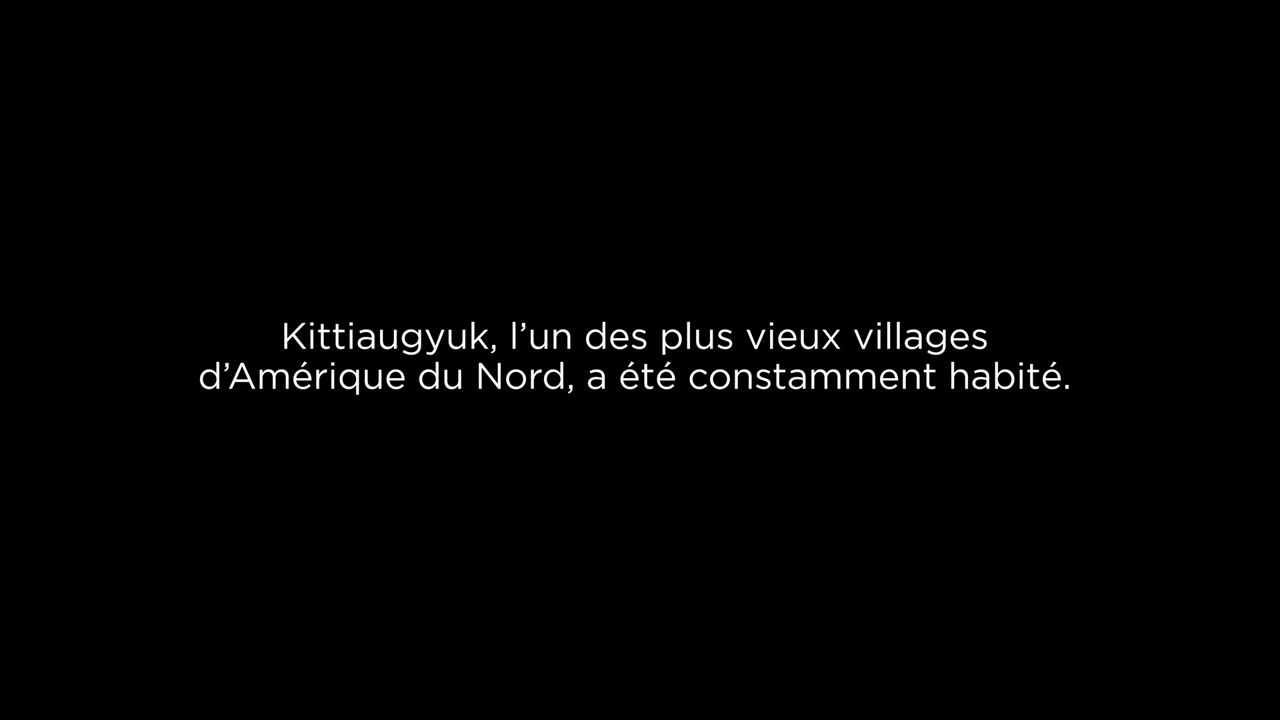 Kittiaugyuk, l’un des plus vieux villages
d’Amérique du Nord, a été constamment habité.